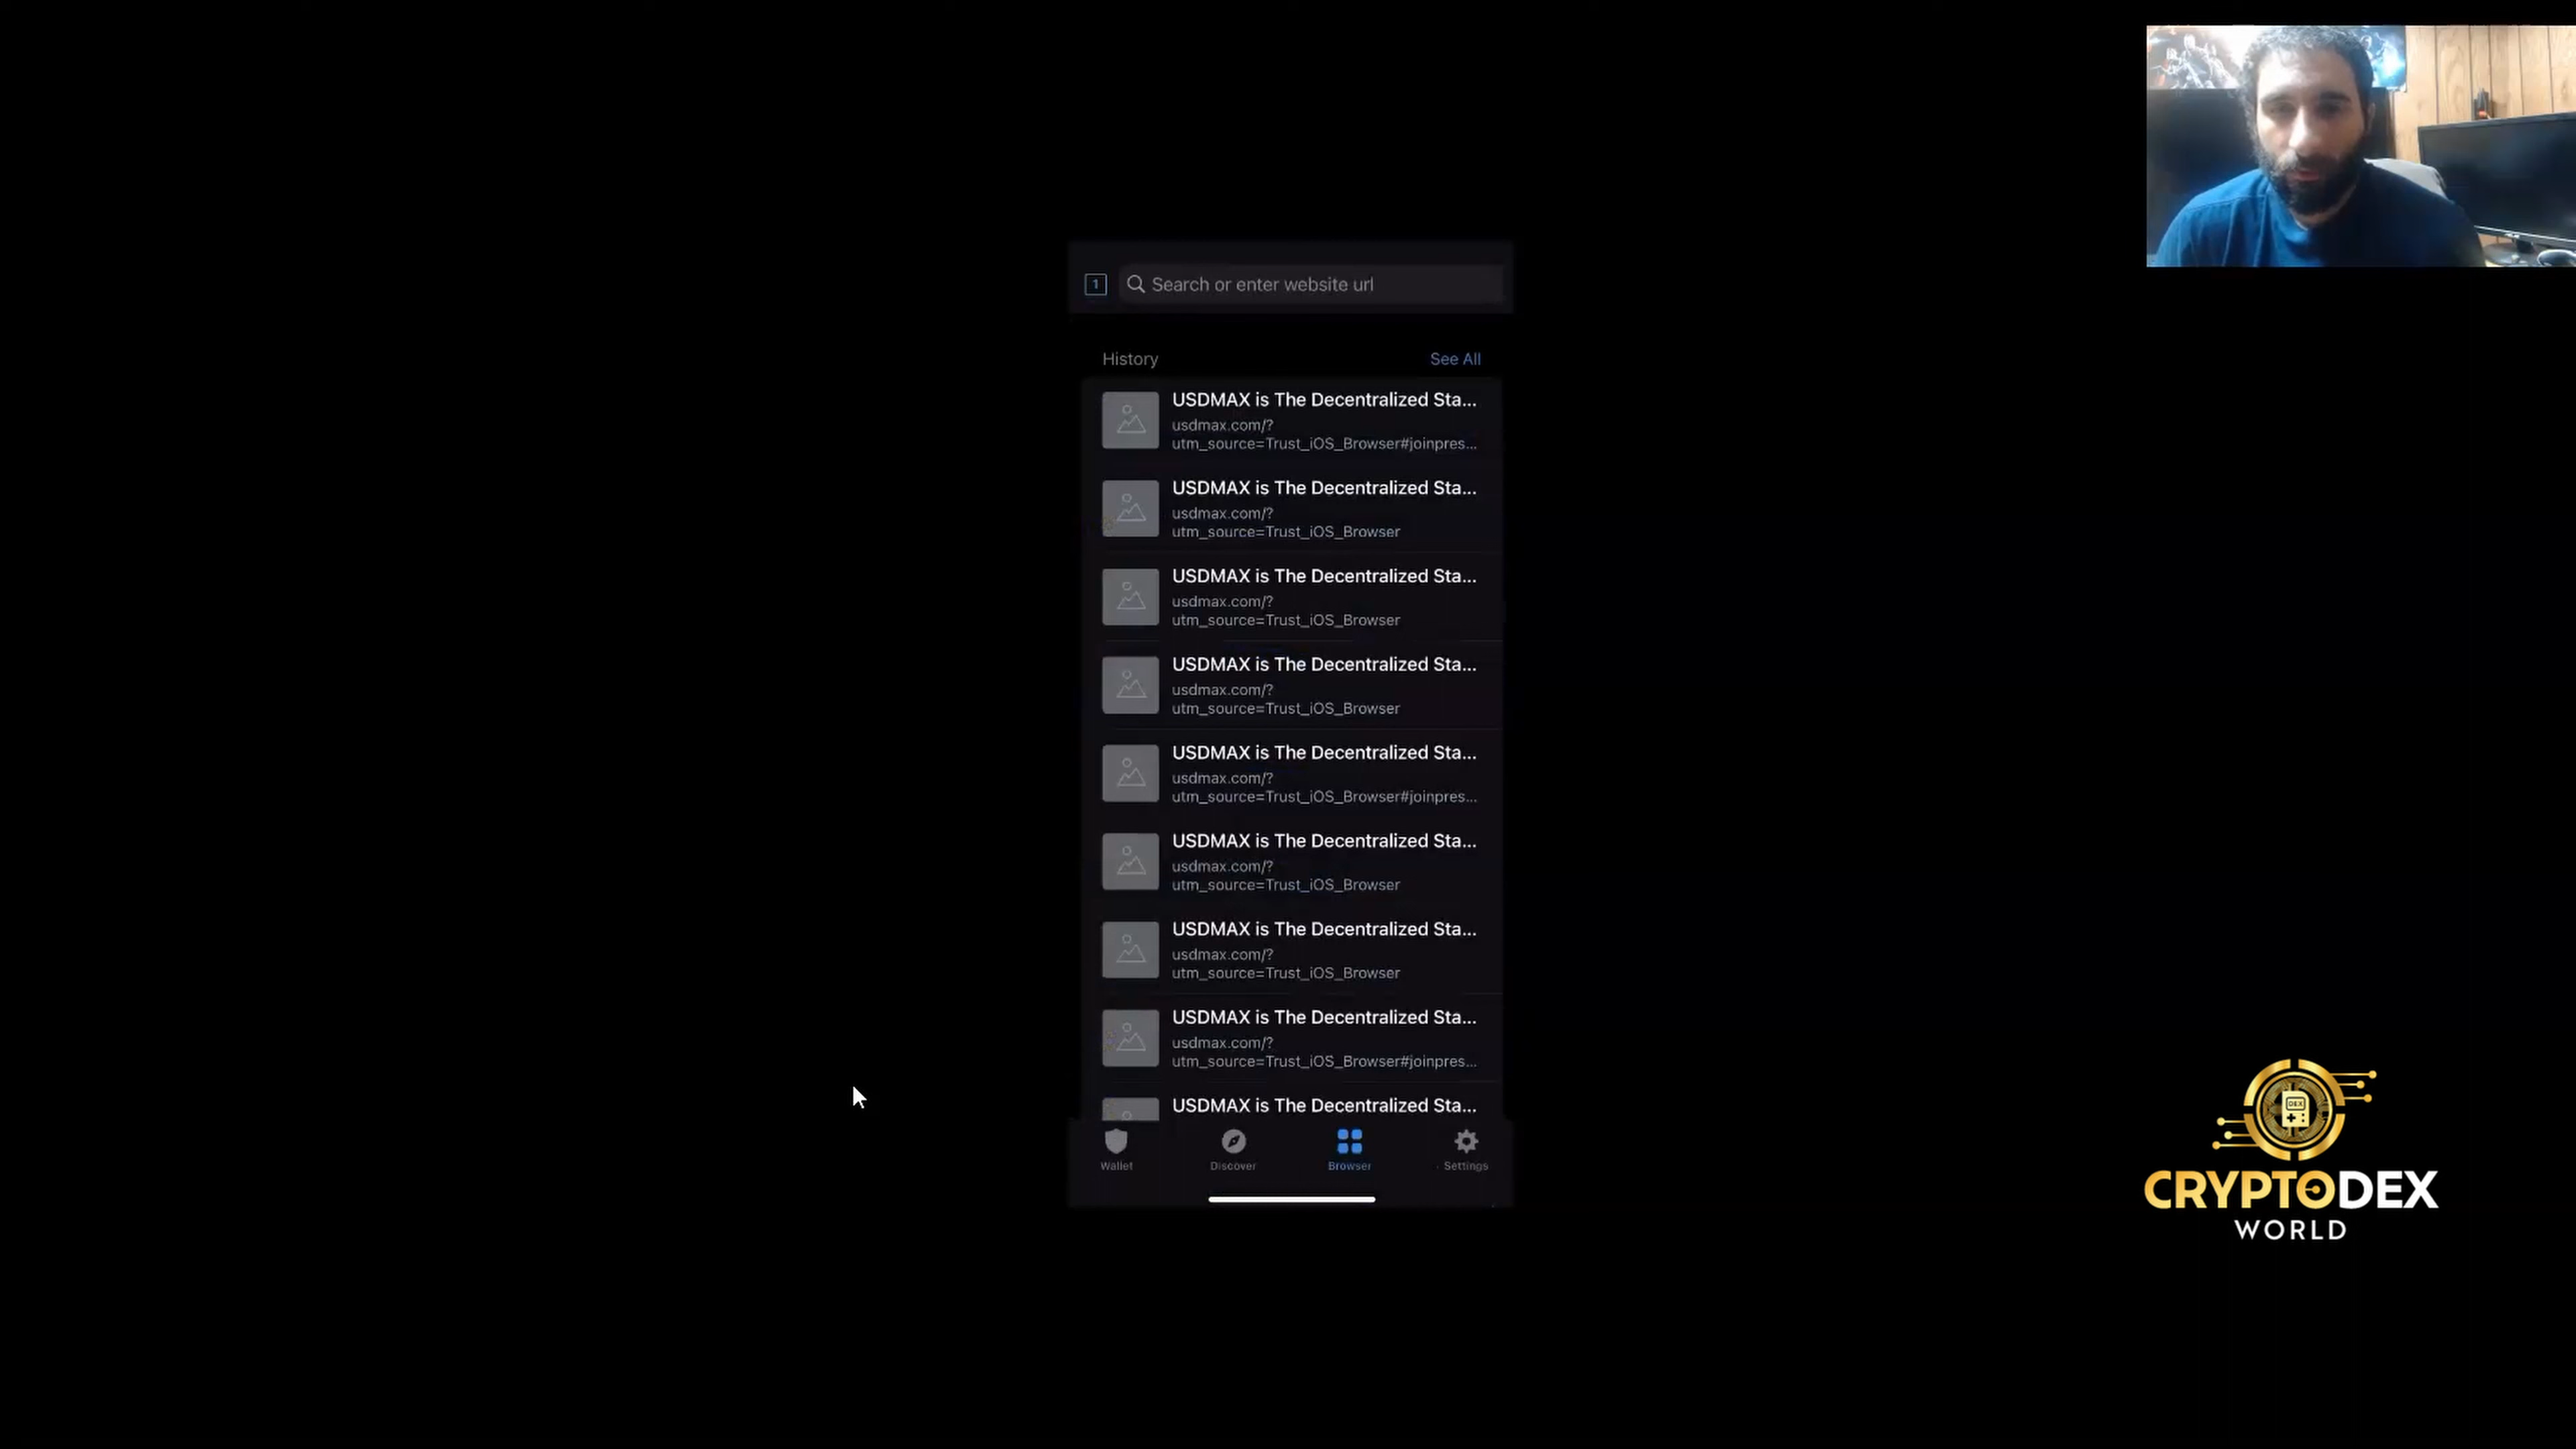 1
Search or enter website url
History
See All
USDMAX is The Decentralized Sta...
usdmax.com/?
utm_source=Trust_iOS_Browser#joinpres...
USDMAX is The Decentralized Sta...
usdmax.com/?
utm_source=Trust_iOS_Browser
USDMAX is The Decentralized Sta...
usdmax.com/?
utm_source=Trust_iOS_Browser
USDMAX is The Decentralized Sta...
usdmax.com/?
utm_source=Trust_iOS_Browser
USDMAX is The Decentralized Sta...
usdmax.com/?
utm_source=Trust_iOS_Browser#joinpres...
USDMAX is The Decentralized Sta...
usdmax.com/?
utm_source=Trust_iOS_Browser
USDMAX is The Decentralized Sta...
usdmax.com/?
utm_source=Trust_iOS_Browser
USDMAX is The Decentralized Sta...
usdmax.com/?
utm_source=Trust_iOS_Browser#joinpres...
USDMAX is The Decentralized Sta...
Wallet
Discover
Browser
Settings
DEX
CRYPTODEX
WORLD